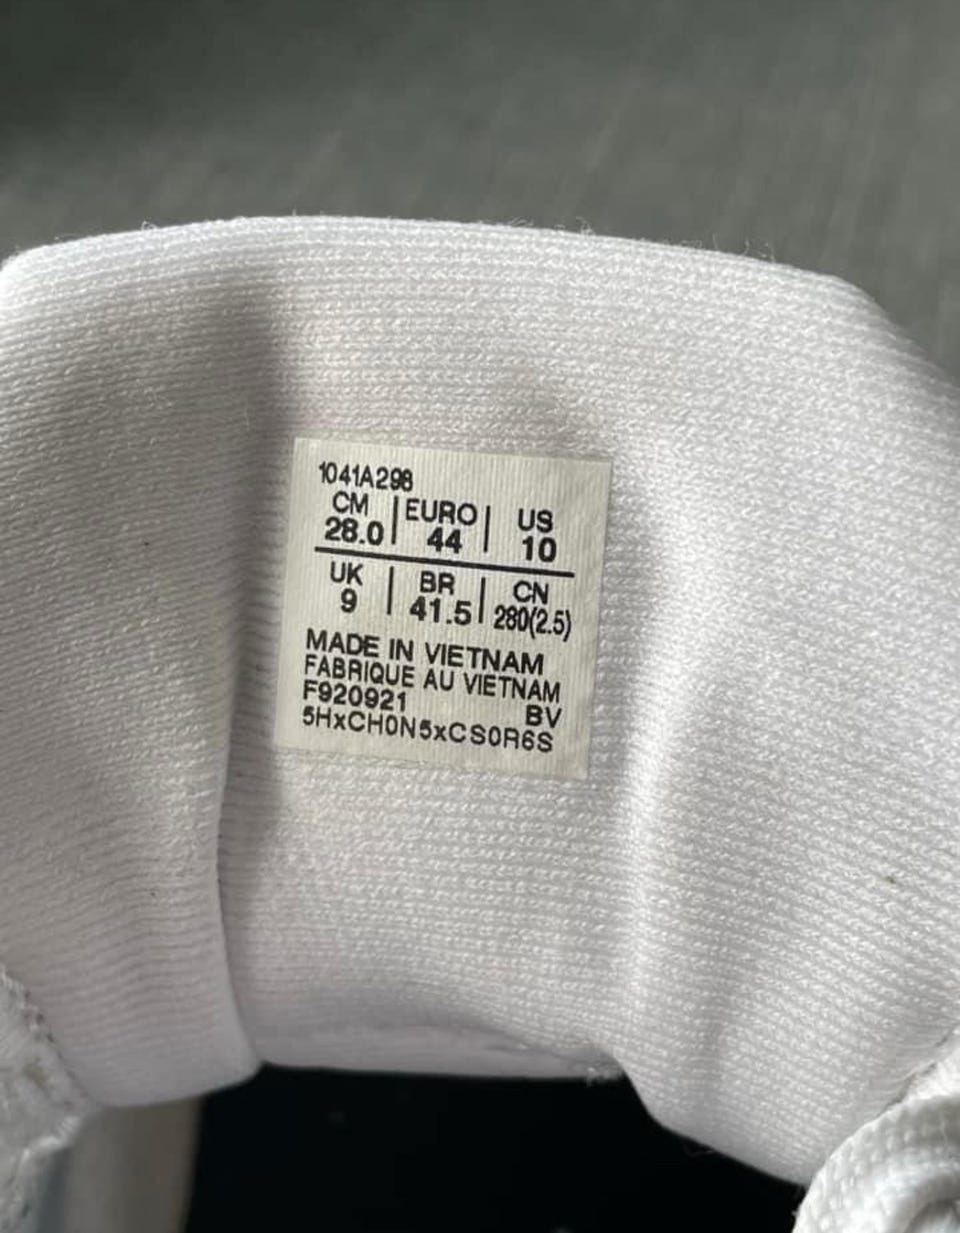 1041A298
CM | EURO | US
28.0 | 44 | 10
UK | BR | CN
9 | 41.5 | 280(2.5)
MADE IN VIETNAM
FABRIQUE AU VIETNAM
F920921 BV
5HxCH0N5xCS0R6S